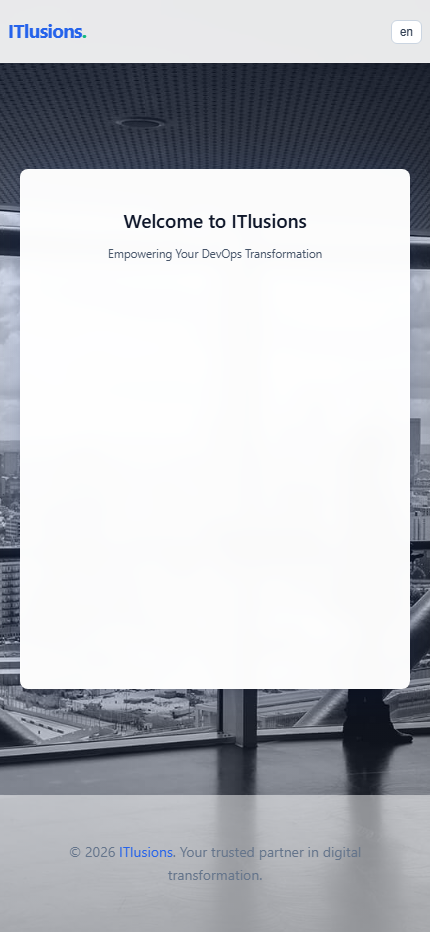 ITlusions.
en
Welcome to ITlusions
Empowering Your DevOps Transformation
© 2026 ITlusions. Your trusted partner in digital
transformation.